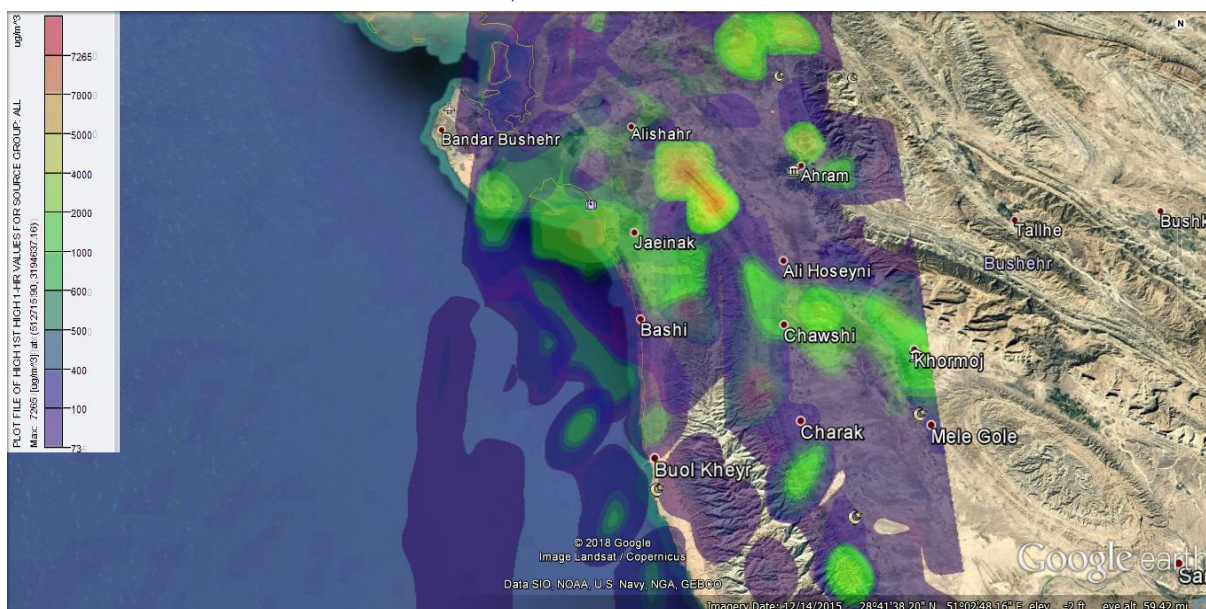 PLOT FILE OF HIGH 1ST HIGH 1-HR VALUES FOR SOURCE GROUP: ALL
ug/m^3
Max: 7265 [ug/m^3] at (512715.90, 3194637.16)
7265
7000
5000
4000
2000
1000
600
500
400
100
73
N
Bandar Bushehr
Alishahr
Ahram
Tallhe
Bushk
Bushehr
Jaeinak
Ali Hoseyni
Bashi
Chawshi
Khormoj
Charak
Mele Gole
Buol Kheyr
© 2018 Google
Image Landsat / Copernicus
Data SIO, NOAA, U.S. Navy, NGA, GEBCO
Google earth
Sa
Imagery Date: 12/14/2015 28°41'38.20" N 51°02'48.16" E elev -2 ft eye alt 59.42 mi